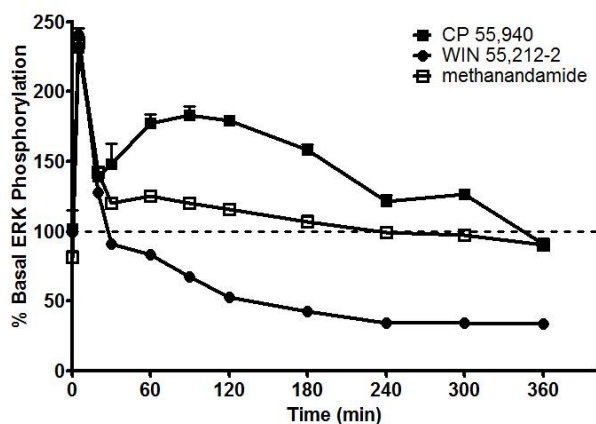 250
200
150
100
50
0
% Basal ERK Phosphorylation
CP 55,940
WIN 55,212-2
methanandamide
0 60 120 180 240 300 360
Time (min)